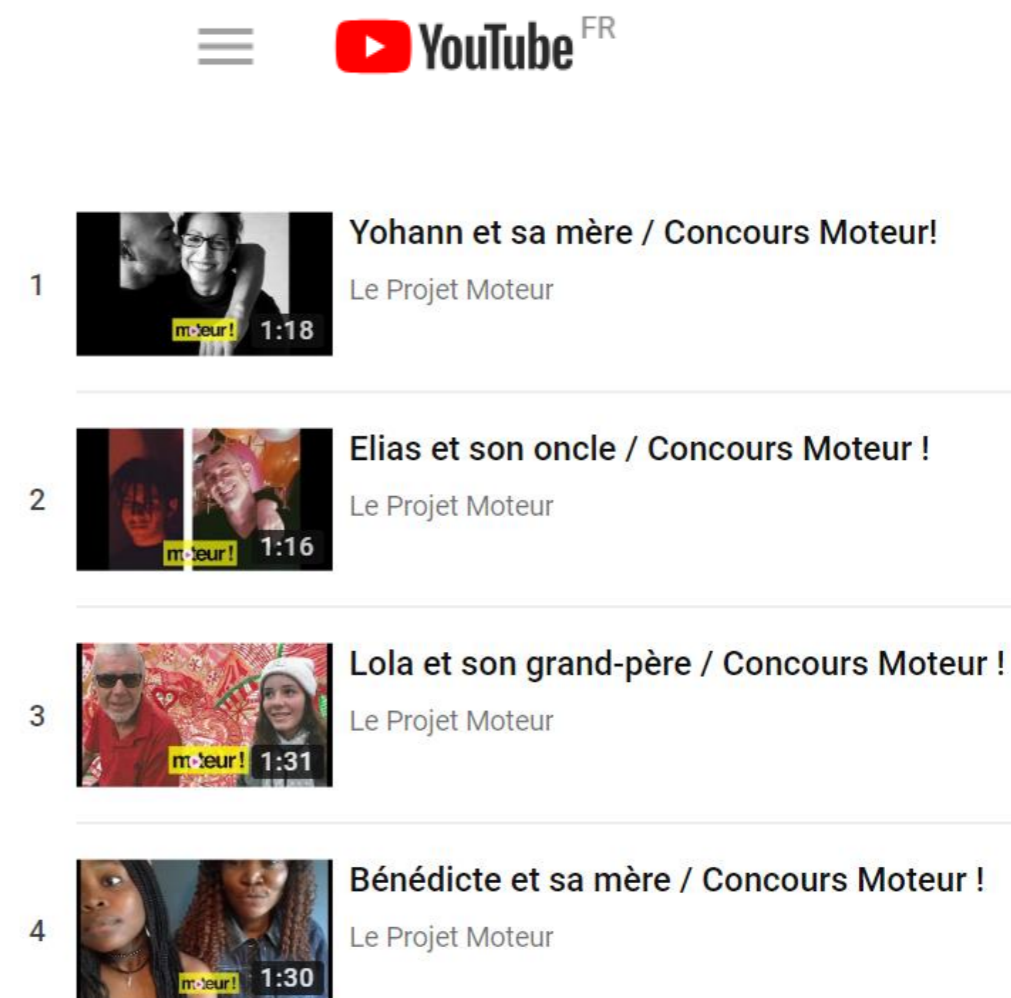 YouTube FR
1
Yohann et sa mère / Concours Moteur!
Le Projet Moteur
moteur!
1:18
2
Elias et son oncle / Concours Moteur !
Le Projet Moteur
moteur!
1:16
3
Lola et son grand-père / Concours Moteur !
Le Projet Moteur
moteur!
1:31
4
Bénédicte et sa mère / Concours Moteur !
Le Projet Moteur
moteur!
1:30